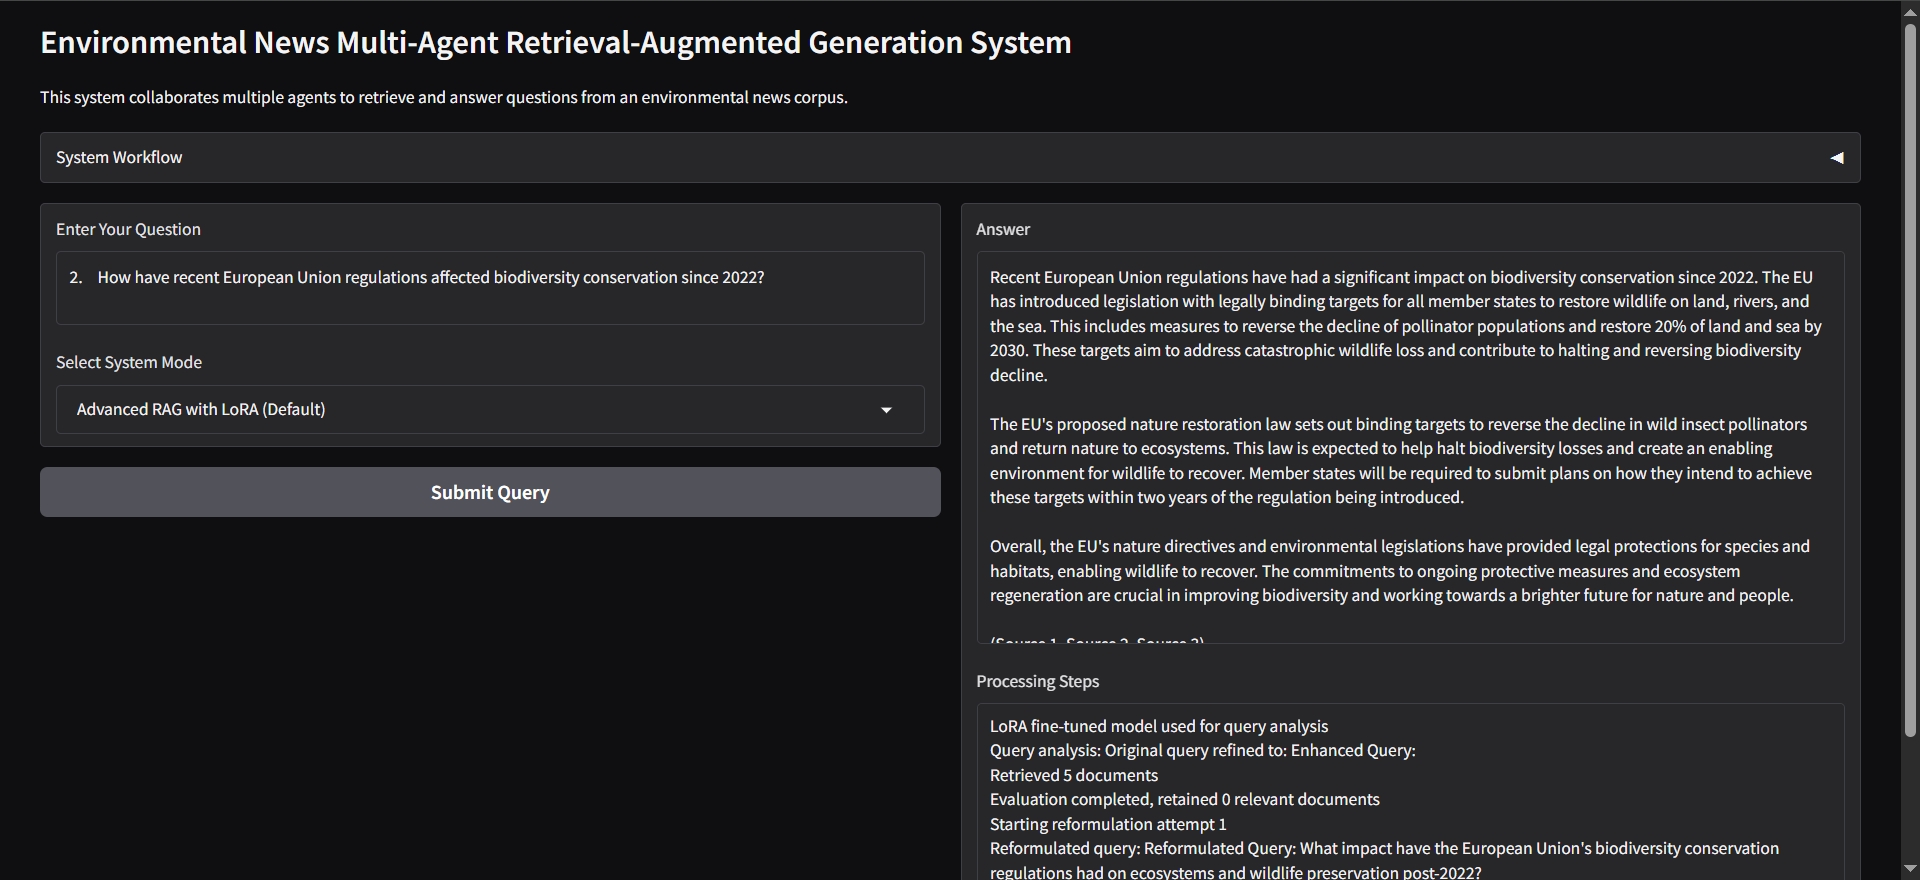 Environmental News Multi-Agent Retrieval-Augmented Generation System
This system collaborates multiple agents to retrieve and answer questions from an environmental news corpus.
System Workflow
Enter Your Question
2. How have recent European Union regulations affected biodiversity conservation since 2022?
Select System Mode
Advanced RAG with LoRA (Default)
Submit Query
Answer
Recent European Union regulations have had a significant impact on biodiversity conservation since 2022. The EU
has introduced legislation with legally binding targets for all member states to restore wildlife on land, rivers, and
the sea. This includes measures to reverse the decline of pollinator populations and restore 20% of land and sea by
2030. These targets aim to address catastrophic wildlife loss and contribute to halting and reversing biodiversity
decline.
The EU's proposed nature restoration law sets out binding targets to reverse the decline in wild insect pollinators
and return nature to ecosystems. This law is expected to help halt biodiversity losses and create an enabling
environment for wildlife to recover. Member states will be required to submit plans on how they intend to achieve
these targets within two years of the regulation being introduced.
Overall, the EU's nature directives and environmental legislations have provided legal protections for species and
habitats, enabling wildlife to recover. The commitments to ongoing protective measures and ecosystem
regeneration are crucial in improving biodiversity and working towards a brighter future for nature and people.
(Source 1, Source 2, Source 3)
Processing Steps
LoRA fine-tuned model used for query analysis
Query analysis: Original query refined to: Enhanced Query:
Retrieved 5 documents
Evaluation completed, retained 0 relevant documents
Starting reformulation attempt 1
Reformulated query: Reformulated Query: What impact have the European Union's biodiversity conservation
regulations had on ecosystems and wildlife preservation post-2022?